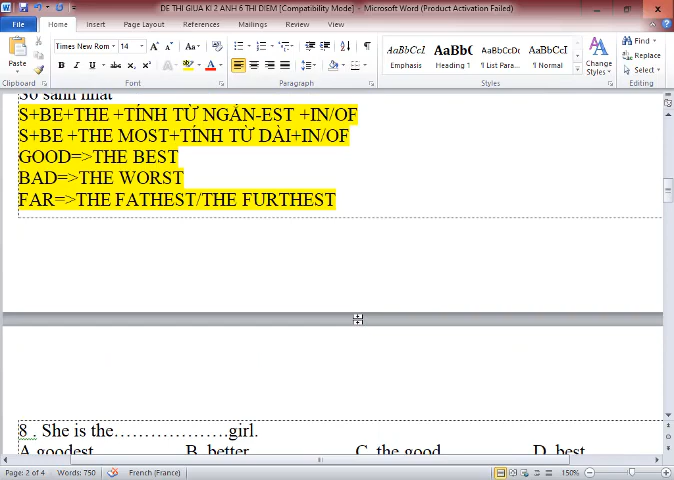 DE THI GIUA KI 2 ANH 6 THI DIEM [Compatibility Mode] - Microsoft Word (Product Activation Failed)
File Home Insert Page Layout References Mailings Review View
Paste
Times New Rom 14
AaBbCcI AaBbC AaBbCcDc AaBbCcI
Emphasis Heading 1 ¶ List Para... ¶ Normal
Change
Styles
Find
Replace
Select
Clipboard Font Paragraph Styles Editing
So sánh nhất
S+BE+THE +TÍNH TỪ NGẮN-EST +IN/OF
S+BE +THE MOST+TÍNH TỪ DÀI+IN/OF
GOOD=>THE BEST
BAD=>THE WORST
FAR=>THE FATHEST/THE FURTHEST
8 . She is the……………….girl.
A.goodest B. better C. the good D. best
Page: 2 of 4 Words: 750 French (France) 150%